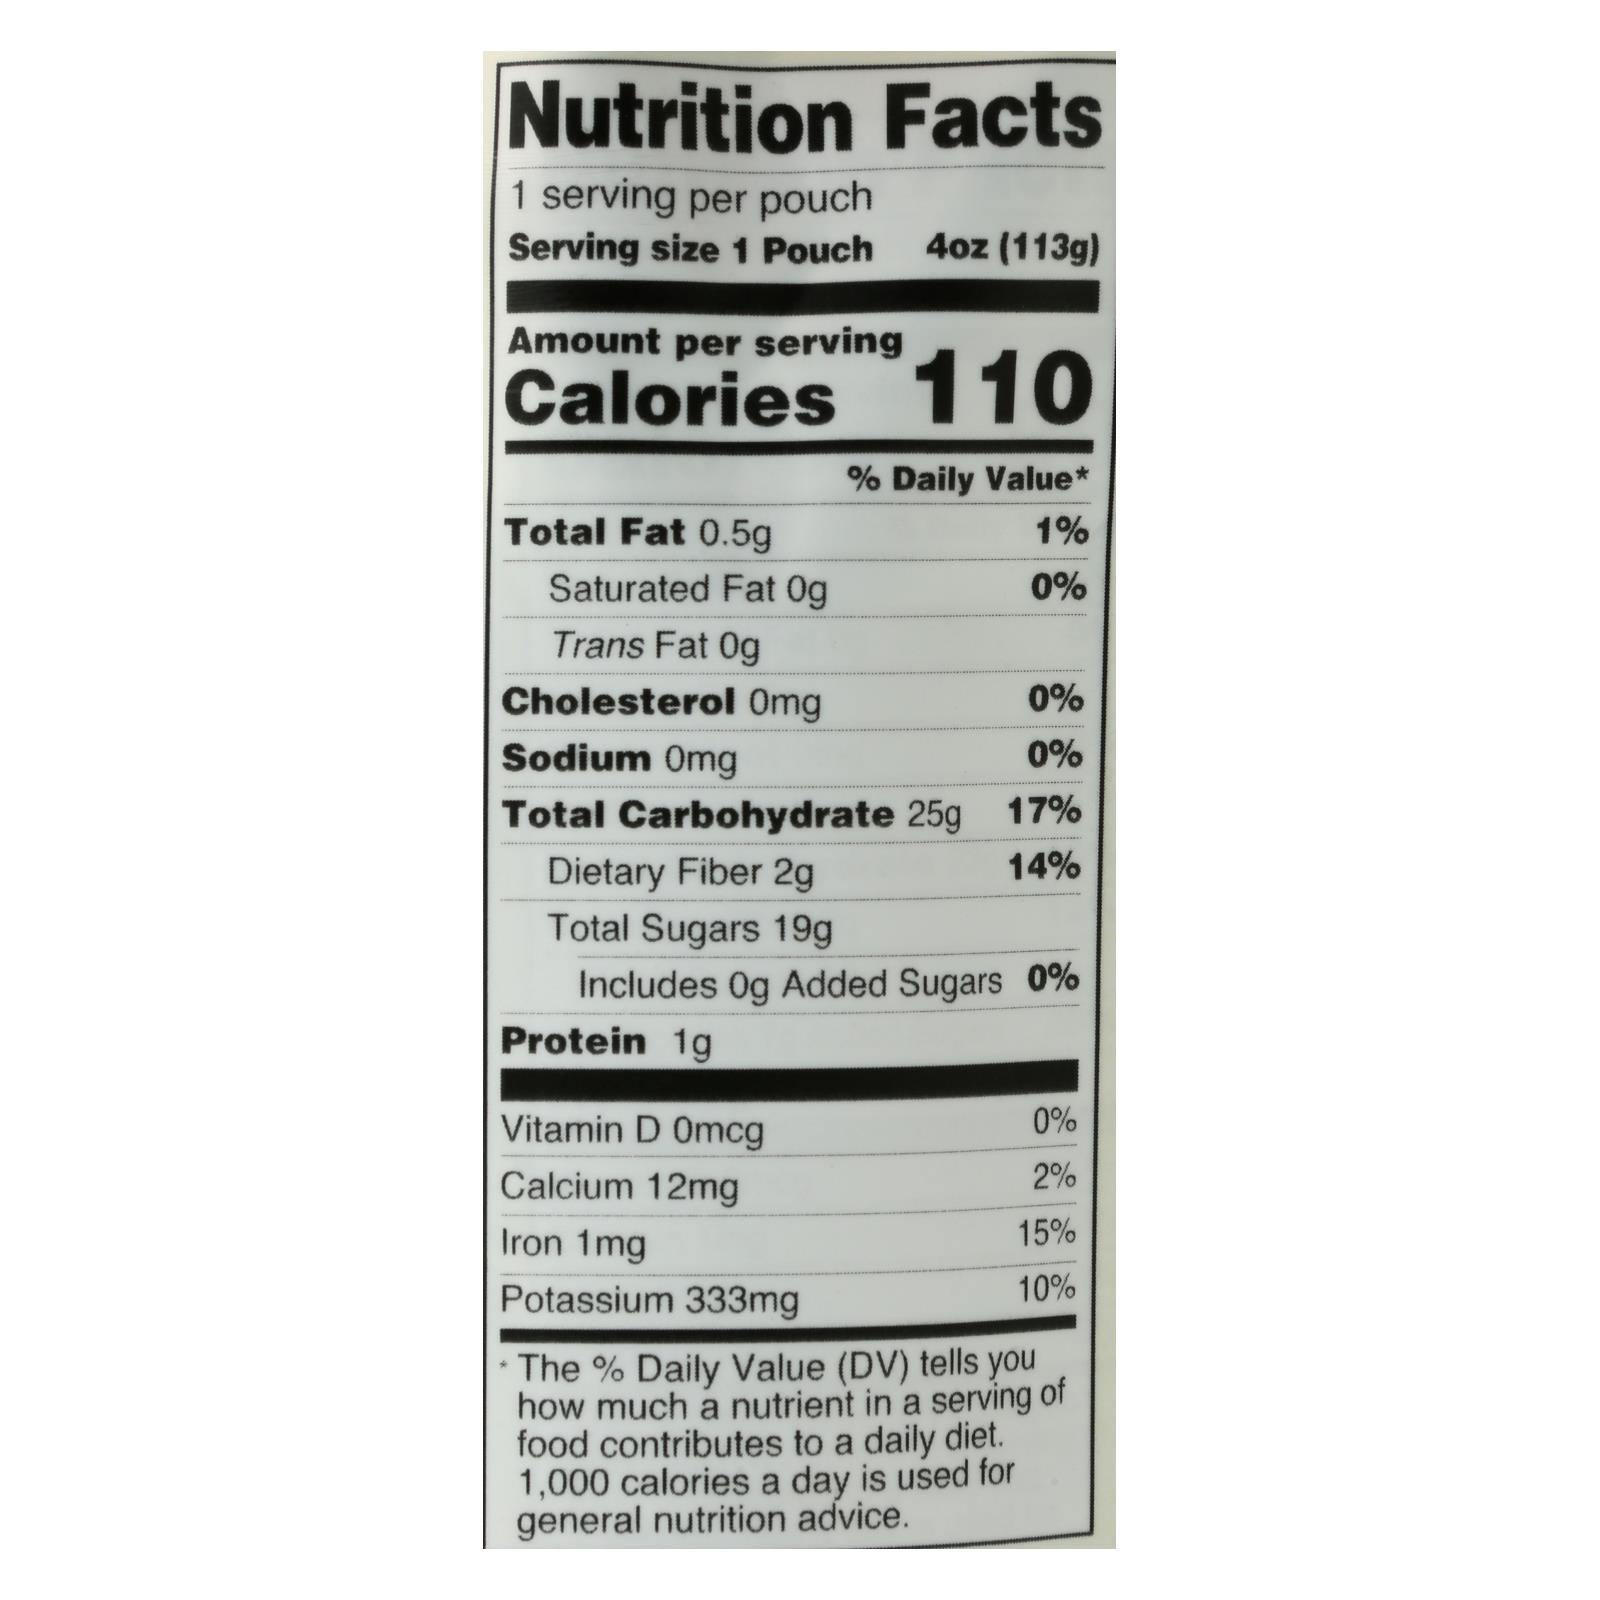 Nutrition Facts
1 serving per pouch
Serving size 1 Pouch 4oz (113g)
Amount per serving
Calories 110
% Daily Value*
Total Fat 0.5g 1%
Saturated Fat 0g 0%
Trans Fat 0g
Cholesterol 0mg 0%
Sodium 0mg 0%
Total Carbohydrate 25g 17%
Dietary Fiber 2g 14%
Total Sugars 19g
Includes 0g Added Sugars 0%
Protein 1g
Vitamin D 0mcg 0%
Calcium 12mg 2%
Iron 1mg 15%
Potassium 333mg 10%
* The % Daily Value (DV) tells you
how much a nutrient in a serving of
food contributes to a daily diet.
1,000 calories a day is used for
general nutrition advice.